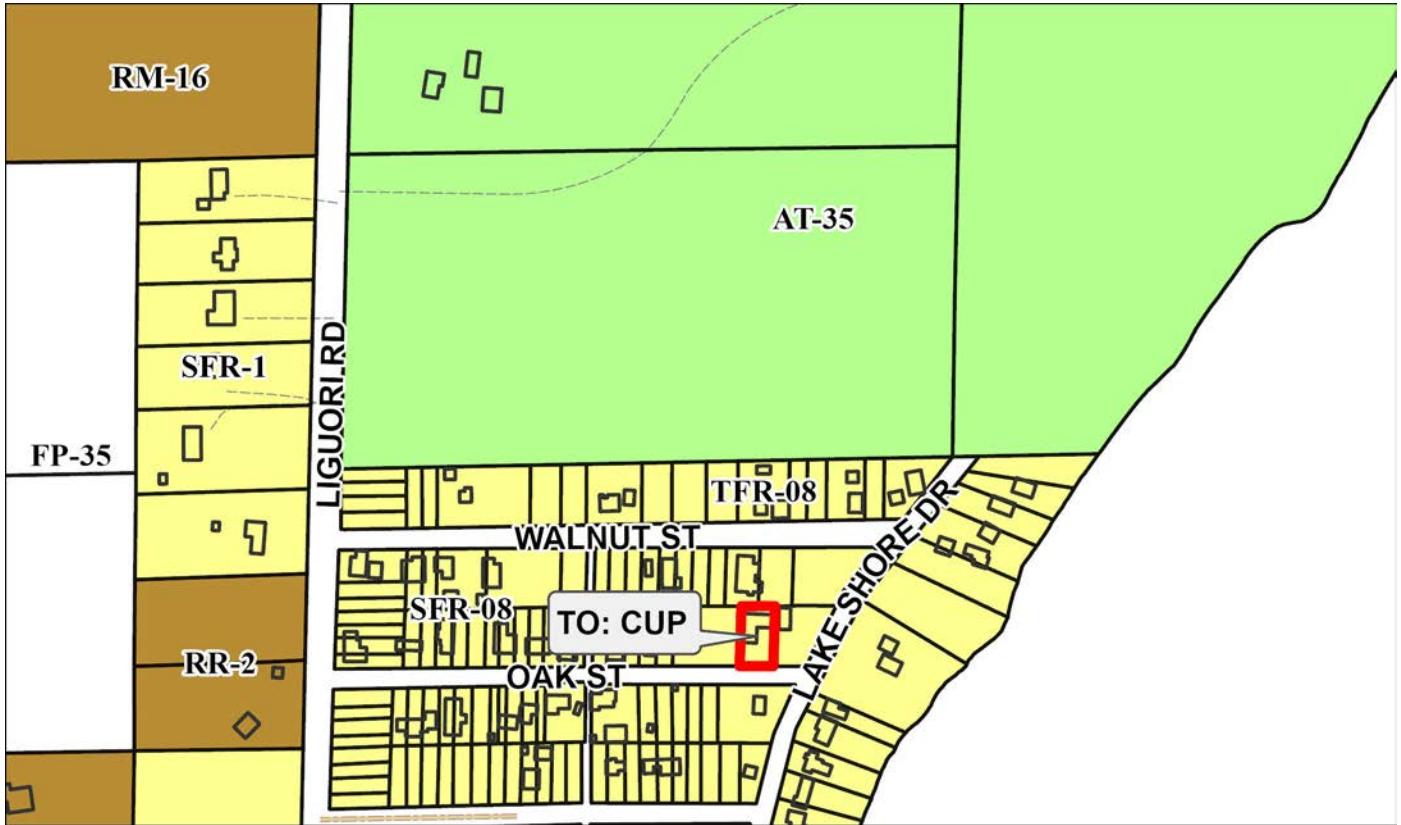 RM-16
AT-35
LIGUORI RD
SFR-1
FP-35
TFR-08
WALNUT ST
LAKE SHORE DR
SFR-08
TO: CUP
RR-2
OAK ST